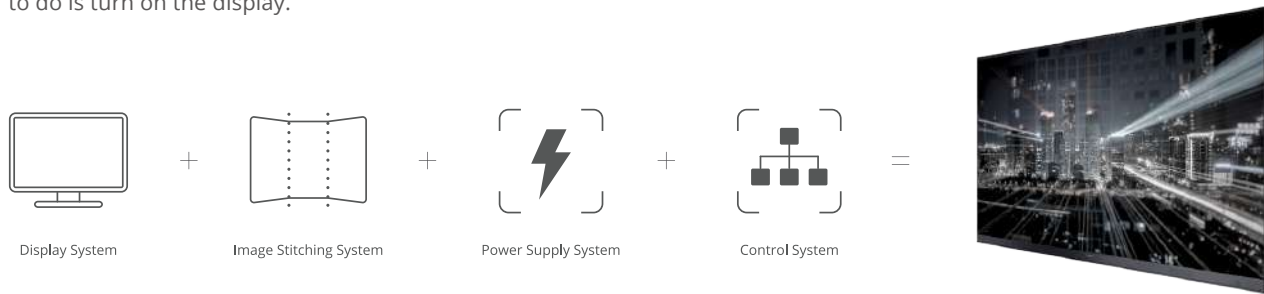 to do is turn on the display.
+ + + =
Display System Image Stitching System Power Supply System Control System